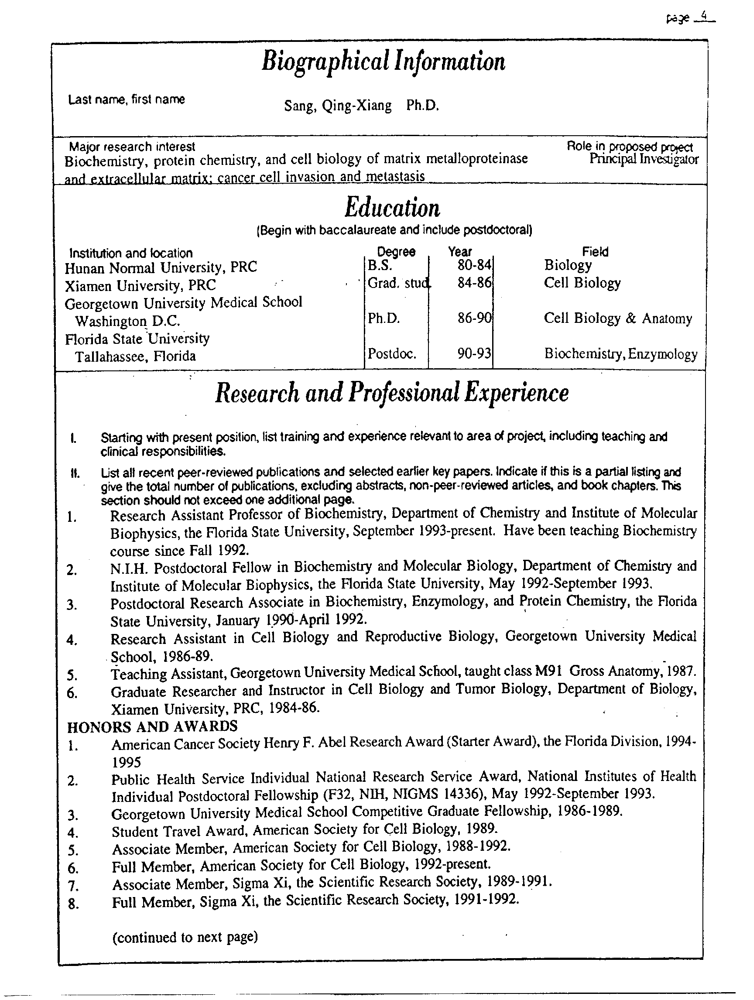 page 4
Biographical Information
Last name, first name
Sang, Qing-Xiang Ph.D.
Major research interest Role in proposed project
Biochemistry, protein chemistry, and cell biology of matrix metalloproteinase Principal Investigator
and extracellular matrix; cancer cell invasion and metastasis
Education
(Begin with baccalaureate and include postdoctoral)
Institution and location Degree Year Field
Hunan Normal University, PRC B.S. 80-84 Biology
Xiamen University, PRC Grad. stud. 84-86 Cell Biology
Georgetown University Medical School
Washington D.C. Ph.D. 86-90 Cell Biology & Anatomy
Florida State University
Tallahassee, Florida Postdoc. 90-93 Biochemistry, Enzymology
Research and Professional Experience
I. Starting with present position, list training and experience relevant to area of project, including teaching and
clinical responsibilities.
II. List all recent peer-reviewed publications and selected earlier key papers. Indicate if this is a partial listing and
give the total number of publications, excluding abstracts, non-peer-reviewed articles, and book chapters. This
section should not exceed one additional page.
1. Research Assistant Professor of Biochemistry, Department of Chemistry and Institute of Molecular
Biophysics, the Florida State University, September 1993-present. Have been teaching Biochemistry
course since Fall 1992.
2. N.I.H. Postdoctoral Fellow in Biochemistry and Molecular Biology, Department of Chemistry and
Institute of Molecular Biophysics, the Florida State University, May 1992-September 1993.
3. Postdoctoral Research Associate in Biochemistry, Enzymology, and Protein Chemistry, the Florida
State University, January 1990-April 1992.
4. Research Assistant in Cell Biology and Reproductive Biology, Georgetown University Medical
School, 1986-89.
5. Teaching Assistant, Georgetown University Medical School, taught class M91 Gross Anatomy, 1987.
6. Graduate Researcher and Instructor in Cell Biology and Tumor Biology, Department of Biology,
Xiamen University, PRC, 1984-86.
HONORS AND AWARDS
1. American Cancer Society Henry F. Abel Research Award (Starter Award), the Florida Division, 1994-
1995
2. Public Health Service Individual National Research Service Award, National Institutes of Health
Individual Postdoctoral Fellowship (F32, NIH, NIGMS 14336), May 1992-September 1993.
3. Georgetown University Medical School Competitive Graduate Fellowship, 1986-1989.
4. Student Travel Award, American Society for Cell Biology, 1989.
5. Associate Member, American Society for Cell Biology, 1988-1992.
6. Full Member, American Society for Cell Biology, 1992-present.
7. Associate Member, Sigma Xi, the Scientific Research Society, 1989-1991.
8. Full Member, Sigma Xi, the Scientific Research Society, 1991-1992.
(continued to next page)